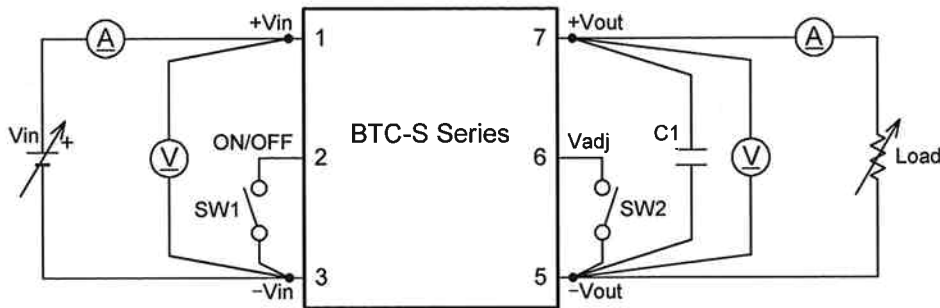 +Vin
+Vout
A
1
7
A
Vin
+
V
ON/OFF
2
BTC-S Series
6
Vadj
C1
V
Load
SW1
SW2
3
5
−Vin
−Vout